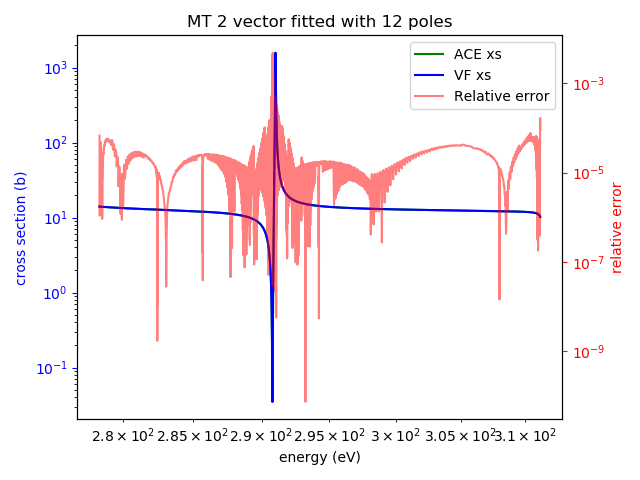 MT 2 vector fitted with 12 poles
ACE xs
VF xs
Relative error
10³
10²
10¹
10⁰
10⁻¹
cross section (b)
10⁻³
10⁻⁵
10⁻⁷
10⁻⁹
relative error
2.8 × 10² 2.85 × 10² 2.9 × 10² 2.95 × 10² 3 × 10² 3.05 × 10² 3.1 × 10²
energy (eV)